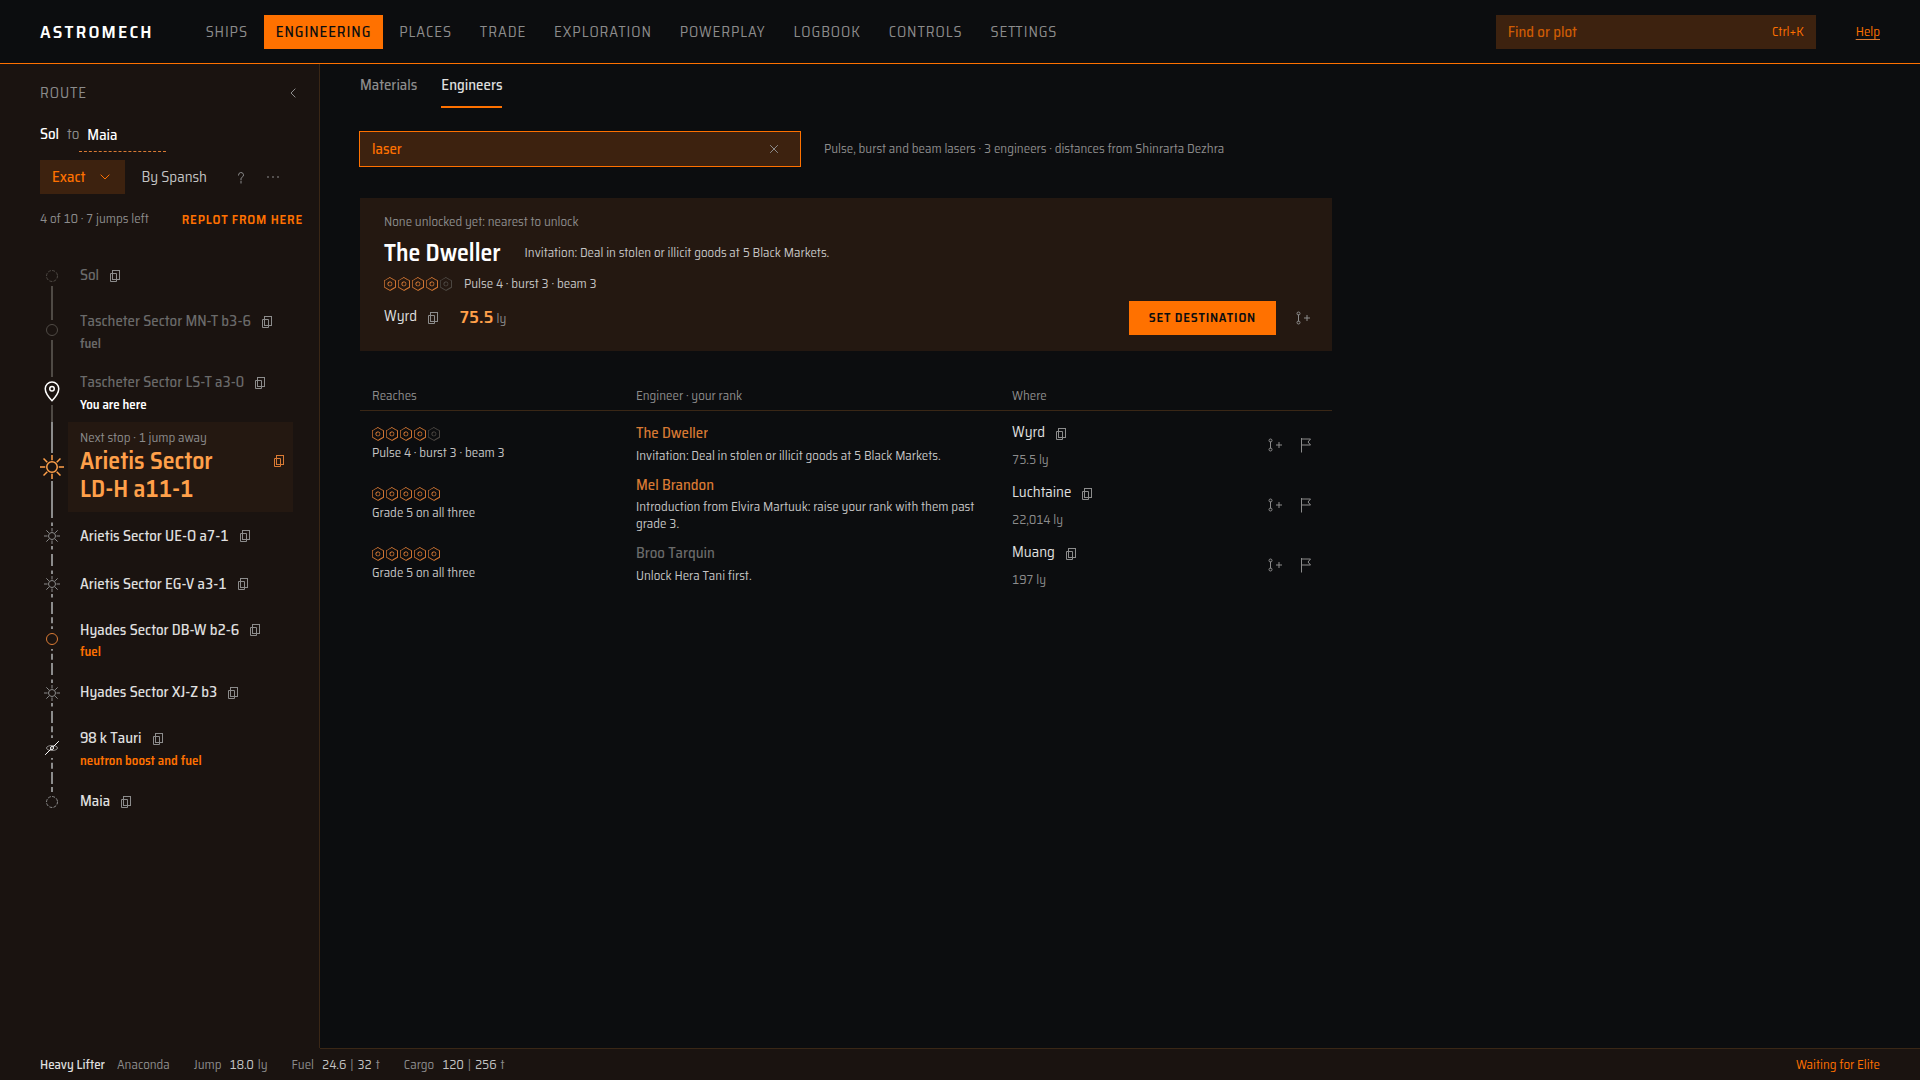 ASTROMECH SHIPS ENGINEERING PLACES TRADE EXPLORATION POWERPLAY LOGBOOK CONTROLS SETTINGS Find or plot Ctrl+K Help
ROUTE
Sol to Maia
Exact By Spansh ? ···
4 of 10 · 7 jumps left REPLOT FROM HERE
Sol
Tascheter Sector MN-T b3-6
fuel
Tascheter Sector LS-T a3-0
You are here
Next stop · 1 jump away
Arietis Sector
LD-H a11-1
Arietis Sector UE-O a7-1
Arietis Sector EG-V a3-1
Hyades Sector DB-W b2-6
fuel
Hyades Sector XJ-Z b3
98 k Tauri
neutron boost and fuel
Maia
Materials Engineers
laser
Pulse, burst and beam lasers · 3 engineers · distances from Shinrarta Dezhra
None unlocked yet: nearest to unlock
The Dweller Invitation: Deal in stolen or illicit goods at 5 Black Markets.
Pulse 4 · burst 3 · beam 3
Wyrd 75.5 ly SET DESTINATION
Reaches Engineer · your rank Where
The Dweller Wyrd
Pulse 4 · burst 3 · beam 3 Invitation: Deal in stolen or illicit goods at 5 Black Markets. 75.5 ly
Mel Brandon Luchtaine
Grade 5 on all three Introduction from Elvira Martuuk: raise your rank with them past
grade 3. 22,014 ly
Broo Tarquin Muang
Grade 5 on all three Unlock Hera Tani first. 197 ly
Heavy Lifter Anaconda Jump 18.0 ly Fuel 24.6 | 32 t Cargo 120 | 256 t Waiting for Elite